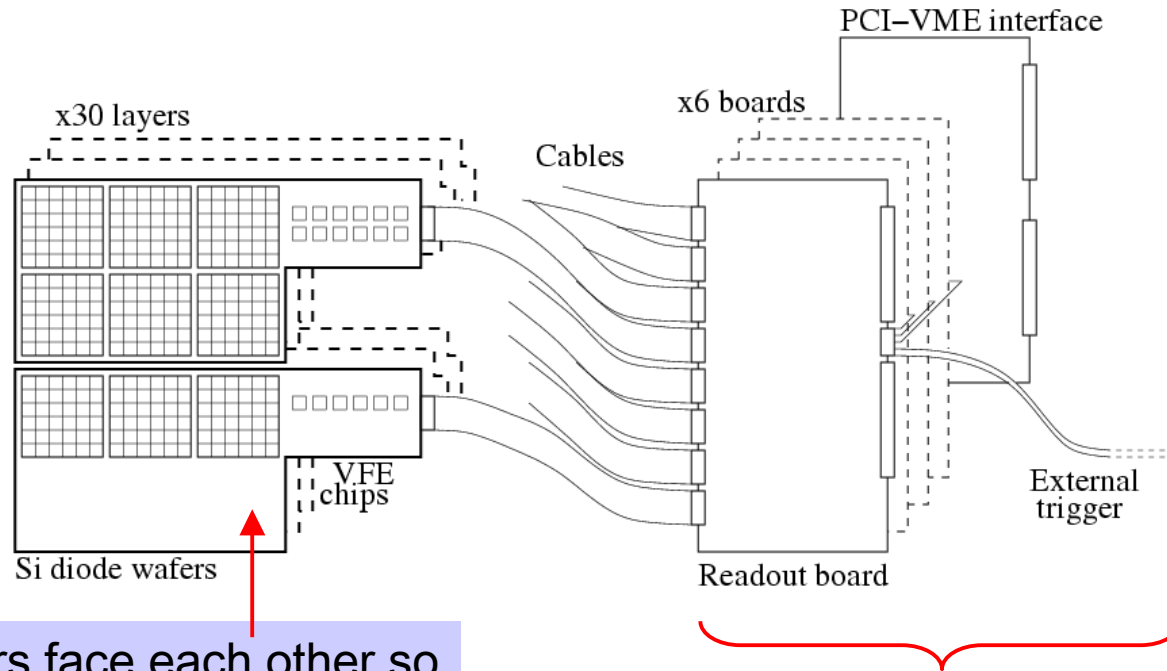 PCI–VME interface
x30 layers
x6 boards
Cables
VFE
chips
External
trigger
Si diode wafers
Readout board
face each other so